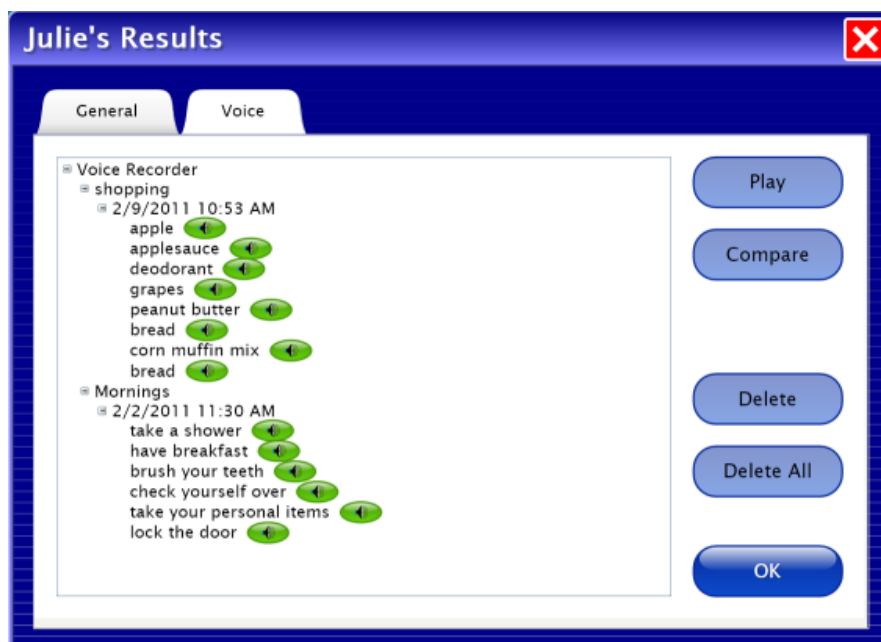 Julie's Results
General
Voice
Voice Recorder
shopping
2/9/2011 10:53 AM
apple
applesauce
deodorant
grapes
peanut butter
bread
corn muffin mix
bread
Mornings
2/2/2011 11:30 AM
take a shower
have breakfast
brush your teeth
check yourself over
take your personal items
lock the door
Play
Compare
Delete
Delete All
OK